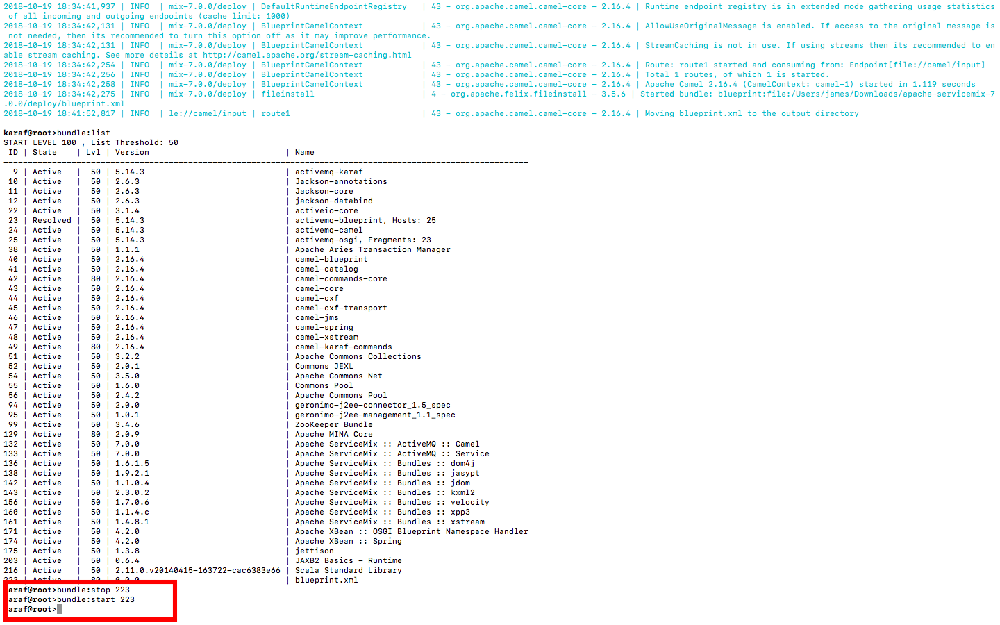 2018-10-19 18:34:41,937 | INFO  | mix-7.0.0/deploy | DefaultRuntimeEndpointRegistry   | 43 - org.apache.camel.camel-core - 2.16.4 | Runtime endpoint registry is in extended mode gathering usage statistics
 of all incoming and outgoing endpoints (cache limit: 1000)
2018-10-19 18:34:42,131 | INFO  | mix-7.0.0/deploy | BlueprintCamelContext            | 43 - org.apache.camel.camel-core - 2.16.4 | AllowUseOriginalMessage is enabled. If access to the original message is
 not needed, then its recommended to turn this option off as it may improve performance.
2018-10-19 18:34:42,131 | INFO  | mix-7.0.0/deploy | BlueprintCamelContext            | 43 - org.apache.camel.camel-core - 2.16.4 | StreamCaching is not in use. If using streams then its recommended to en
able stream caching. See more details at http://camel.apache.org/stream-caching.html
2018-10-19 18:34:42,254 | INFO  | mix-7.0.0/deploy | BlueprintCamelContext            | 43 - org.apache.camel.camel-core - 2.16.4 | Route: route1 started and consuming from: Endpoint[file://camel/input]
2018-10-19 18:34:42,256 | INFO  | mix-7.0.0/deploy | BlueprintCamelContext            | 43 - org.apache.camel.camel-core - 2.16.4 | Total 1 routes, of which 1 is started.
2018-10-19 18:34:42,258 | INFO  | mix-7.0.0/deploy | BlueprintCamelContext            | 43 - org.apache.camel.camel-core - 2.16.4 | Apache Camel 2.16.4 (CamelContext: camel-1) started in 1.119 seconds
2018-10-19 18:34:42,275 | INFO  | mix-7.0.0/deploy | fileinstall                      | 4 - org.apache.felix.fileinstall - 3.5.6 | Started bundle: blueprint:file:/Users/james/Downloads/apache-servicemix-7
.0.0/deploy/blueprint.xml
2018-10-19 18:41:52,817 | INFO  | le://camel/input | route1                           | 43 - org.apache.camel.camel-core - 2.16.4 | Moving blueprint.xml to the output directory
karaf@root>bundle:list
START LEVEL 100 , List Threshold: 50
 ID | State    | Lvl | Version                             | Name
------------------------------------------------------------------------------------------------------------
  9 | Active   |  50 | 5.14.3                              | activemq-karaf
 10 | Active   |  50 | 2.6.3                               | Jackson-annotations
 11 | Active   |  50 | 2.6.3                               | Jackson-core
 12 | Active   |  50 | 2.6.3                               | jackson-databind
 22 | Active   |  50 | 3.1.4                               | activeio-core
 23 | Resolved |  50 | 5.14.3                              | activemq-blueprint, Hosts: 25
 24 | Active   |  50 | 5.14.3                              | activemq-camel
 25 | Active   |  50 | 5.14.3                              | activemq-osgi, Fragments: 23
 38 | Active   |  50 | 1.1.1                               | Apache Aries Transaction Manager
 40 | Active   |  50 | 2.16.4                              | camel-blueprint
 41 | Active   |  50 | 2.16.4                              | camel-catalog
 42 | Active   |  80 | 2.16.4                              | camel-commands-core
 43 | Active   |  50 | 2.16.4                              | camel-core
 44 | Active   |  50 | 2.16.4                              | camel-cxf
 45 | Active   |  50 | 2.16.4                              | camel-cxf-transport
 46 | Active   |  50 | 2.16.4                              | camel-jms
 47 | Active   |  50 | 2.16.4                              | camel-spring
 48 | Active   |  50 | 2.16.4                              | camel-xstream
 49 | Active   |  80 | 2.16.4                              | camel-karaf-commands
 51 | Active   |  50 | 3.2.2                               | Apache Commons Collections
 52 | Active   |  50 | 2.0.1                               | Commons JEXL
 54 | Active   |  50 | 3.5.0                               | Apache Commons Net
 55 | Active   |  50 | 1.6.0                               | Commons Pool
 56 | Active   |  50 | 2.4.2                               | Apache Commons Pool
 94 | Active   |  50 | 2.0.0                               | geronimo-j2ee-connector_1.5_spec
 95 | Active   |  50 | 1.0.1                               | geronimo-j2ee-management_1.1_spec
 99 | Active   |  50 | 3.4.6                               | ZooKeeper Bundle
129 | Active   |  80 | 2.0.9                               | Apache MINA Core
132 | Active   |  50 | 7.0.0                               | Apache ServiceMix :: ActiveMQ :: Camel
133 | Active   |  50 | 7.0.0                               | Apache ServiceMix :: ActiveMQ :: Service
136 | Active   |  50 | 1.6.1.5                             | Apache ServiceMix :: Bundles :: dom4j
138 | Active   |  50 | 1.9.2.1                             | Apache ServiceMix :: Bundles :: jasypt
142 | Active   |  50 | 1.1.0.4                             | Apache ServiceMix :: Bundles :: jdom
143 | Active   |  50 | 2.3.0.2                             | Apache ServiceMix :: Bundles :: kxml2
156 | Active   |  50 | 1.7.0.6                             | Apache ServiceMix :: Bundles :: velocity
160 | Active   |  50 | 1.1.4.c                             | Apache ServiceMix :: Bundles :: xpp3
161 | Active   |  50 | 1.4.8.1                             | Apache ServiceMix :: Bundles :: xstream
171 | Active   |  50 | 4.2.0                               | Apache XBean :: OSGI Blueprint Namespace Handler
174 | Active   |  50 | 4.2.0                               | Apache XBean :: Spring
175 | Active   |  50 | 1.3.8                               | jettison
203 | Active   |  50 | 0.6.4                               | JAXB2 Basics - Runtime
216 | Active   |  50 | 2.11.0.v20140415-163722-cac6383e66 | Scala Standard Library
223 | Active   |  80 | 0.0.0                               | blueprint.xml
araf@root>bundle:stop 223
araf@root>bundle:start 223
araf@root>